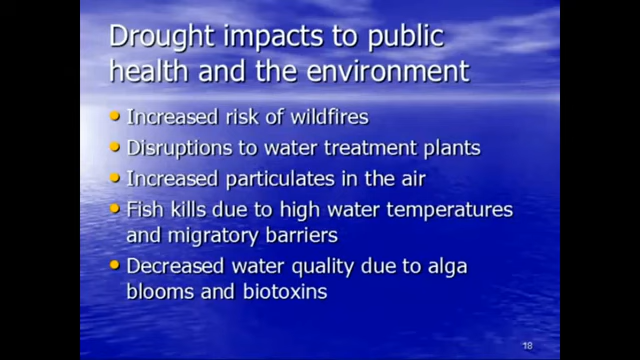 Drought impacts to public
health and the environment
• Increased risk of wildfires
• Disruptions to water treatment plants
• Increased particulates in the air
• Fish kills due to high water temperatures
and migratory barriers
• Decreased water quality due to alga
blooms and biotoxins
18